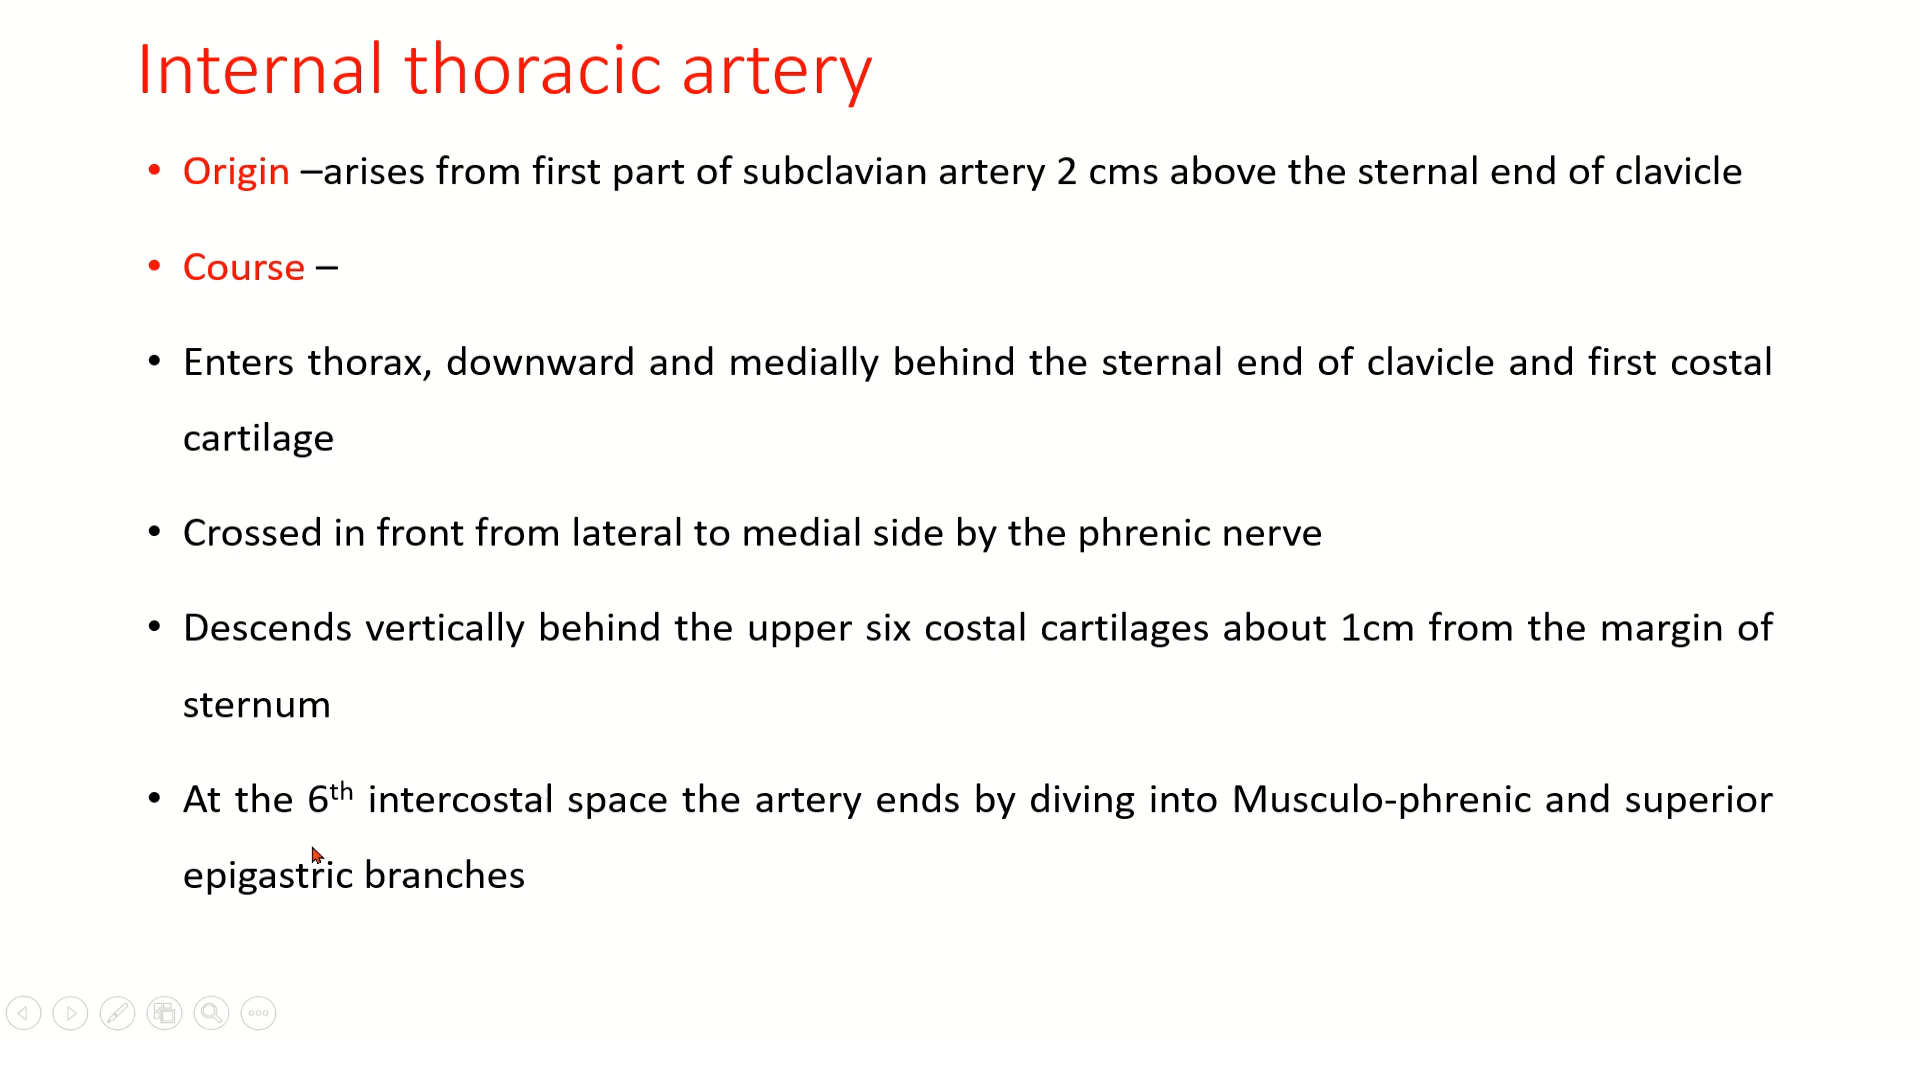 Internal thoracic artery
• Origin –arises from first part of subclavian artery 2 cms above the sternal end of clavicle
• Course –
• Enters thorax, downward and medially behind the sternal end of clavicle and first costal
cartilage
• Crossed in front from lateral to medial side by the phrenic nerve
• Descends vertically behind the upper six costal cartilages about 1cm from the margin of
sternum
• At the 6th intercostal space the artery ends by diving into Musculo-phrenic and superior
epigastric branches